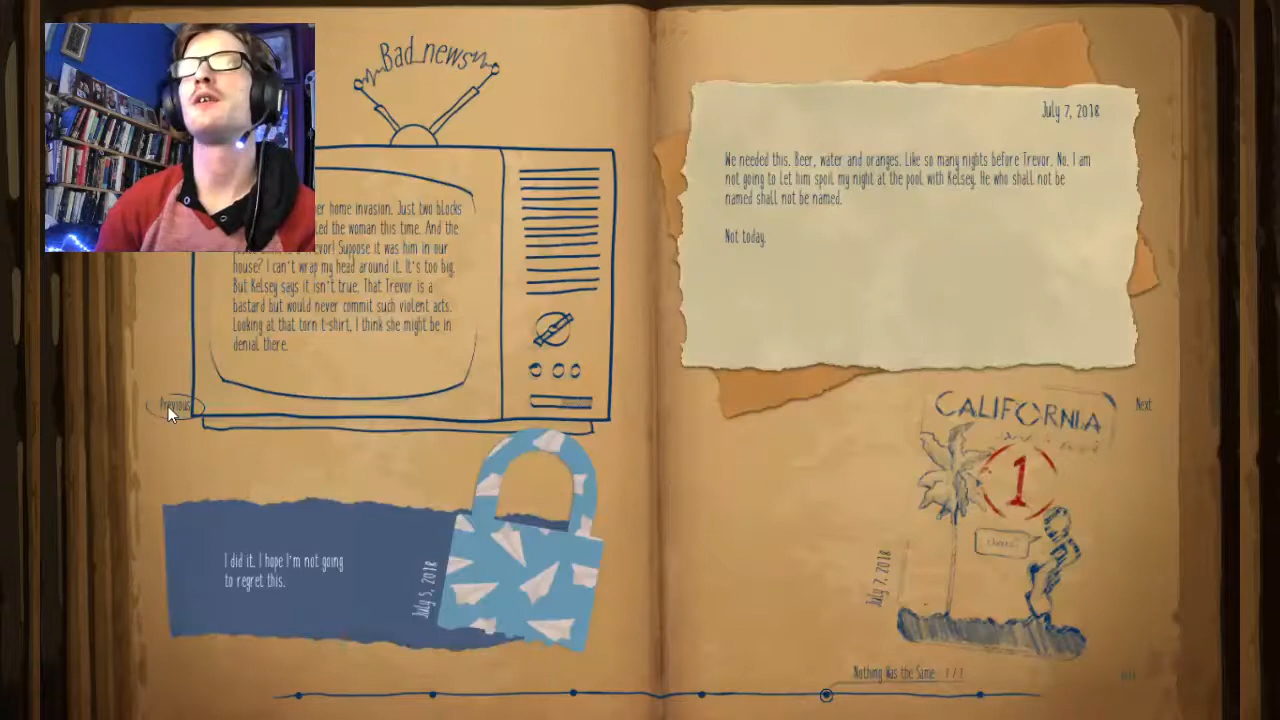 Bad news
er home invasion. Just two blocks
led the woman this time. And the
evor! Suppose it was him in our
house? I can't wrap my head around it. It's too big.
But Kelsey says it isn't true. That Trevor is a
bastard but would never commit such violent acts.
Looking at that torn t-shirt, I think she might be in
denial there.
Previous
I did it. I hope I'm not going
to regret this.
July 5, 2018
July 7, 2018
We needed this. Beer, water and oranges. Like so many nights before Trevor. No. I am
not going to let him spoil my night at the pool with Kelsey. He who shall not be
named shall not be named.
Not today.
Next
CALIFORNIA
1
July 7, 2018
Nothing Was the Same